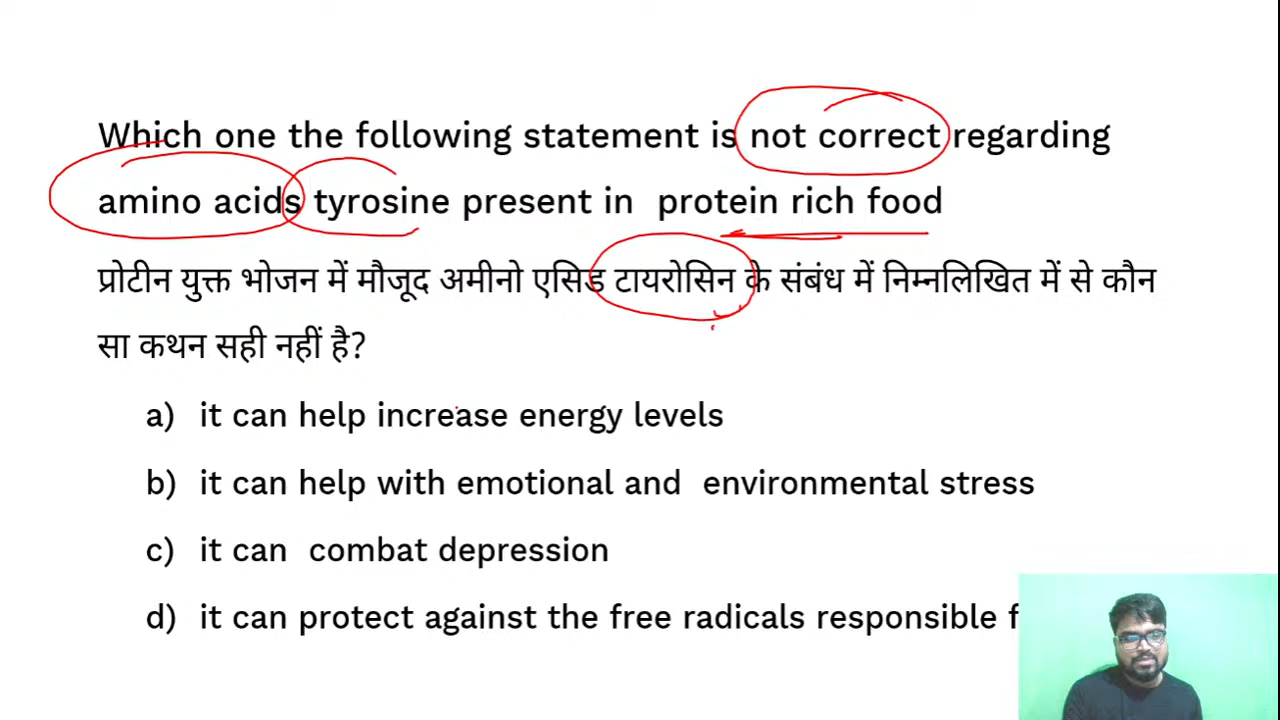 Which one the following statement is not correct regarding
amino acids tyrosine present in protein rich food
प्रोटीन युक्त भोजन में मौजूद अमीनो एसिड टायरोसिन के संबंध में निम्नलिखित में से कौन
सा कथन सही नहीं है?
a) it can help increase energy levels
b) it can help with emotional and environmental stress
c) it can combat depression
d) it can protect against the free radicals responsible